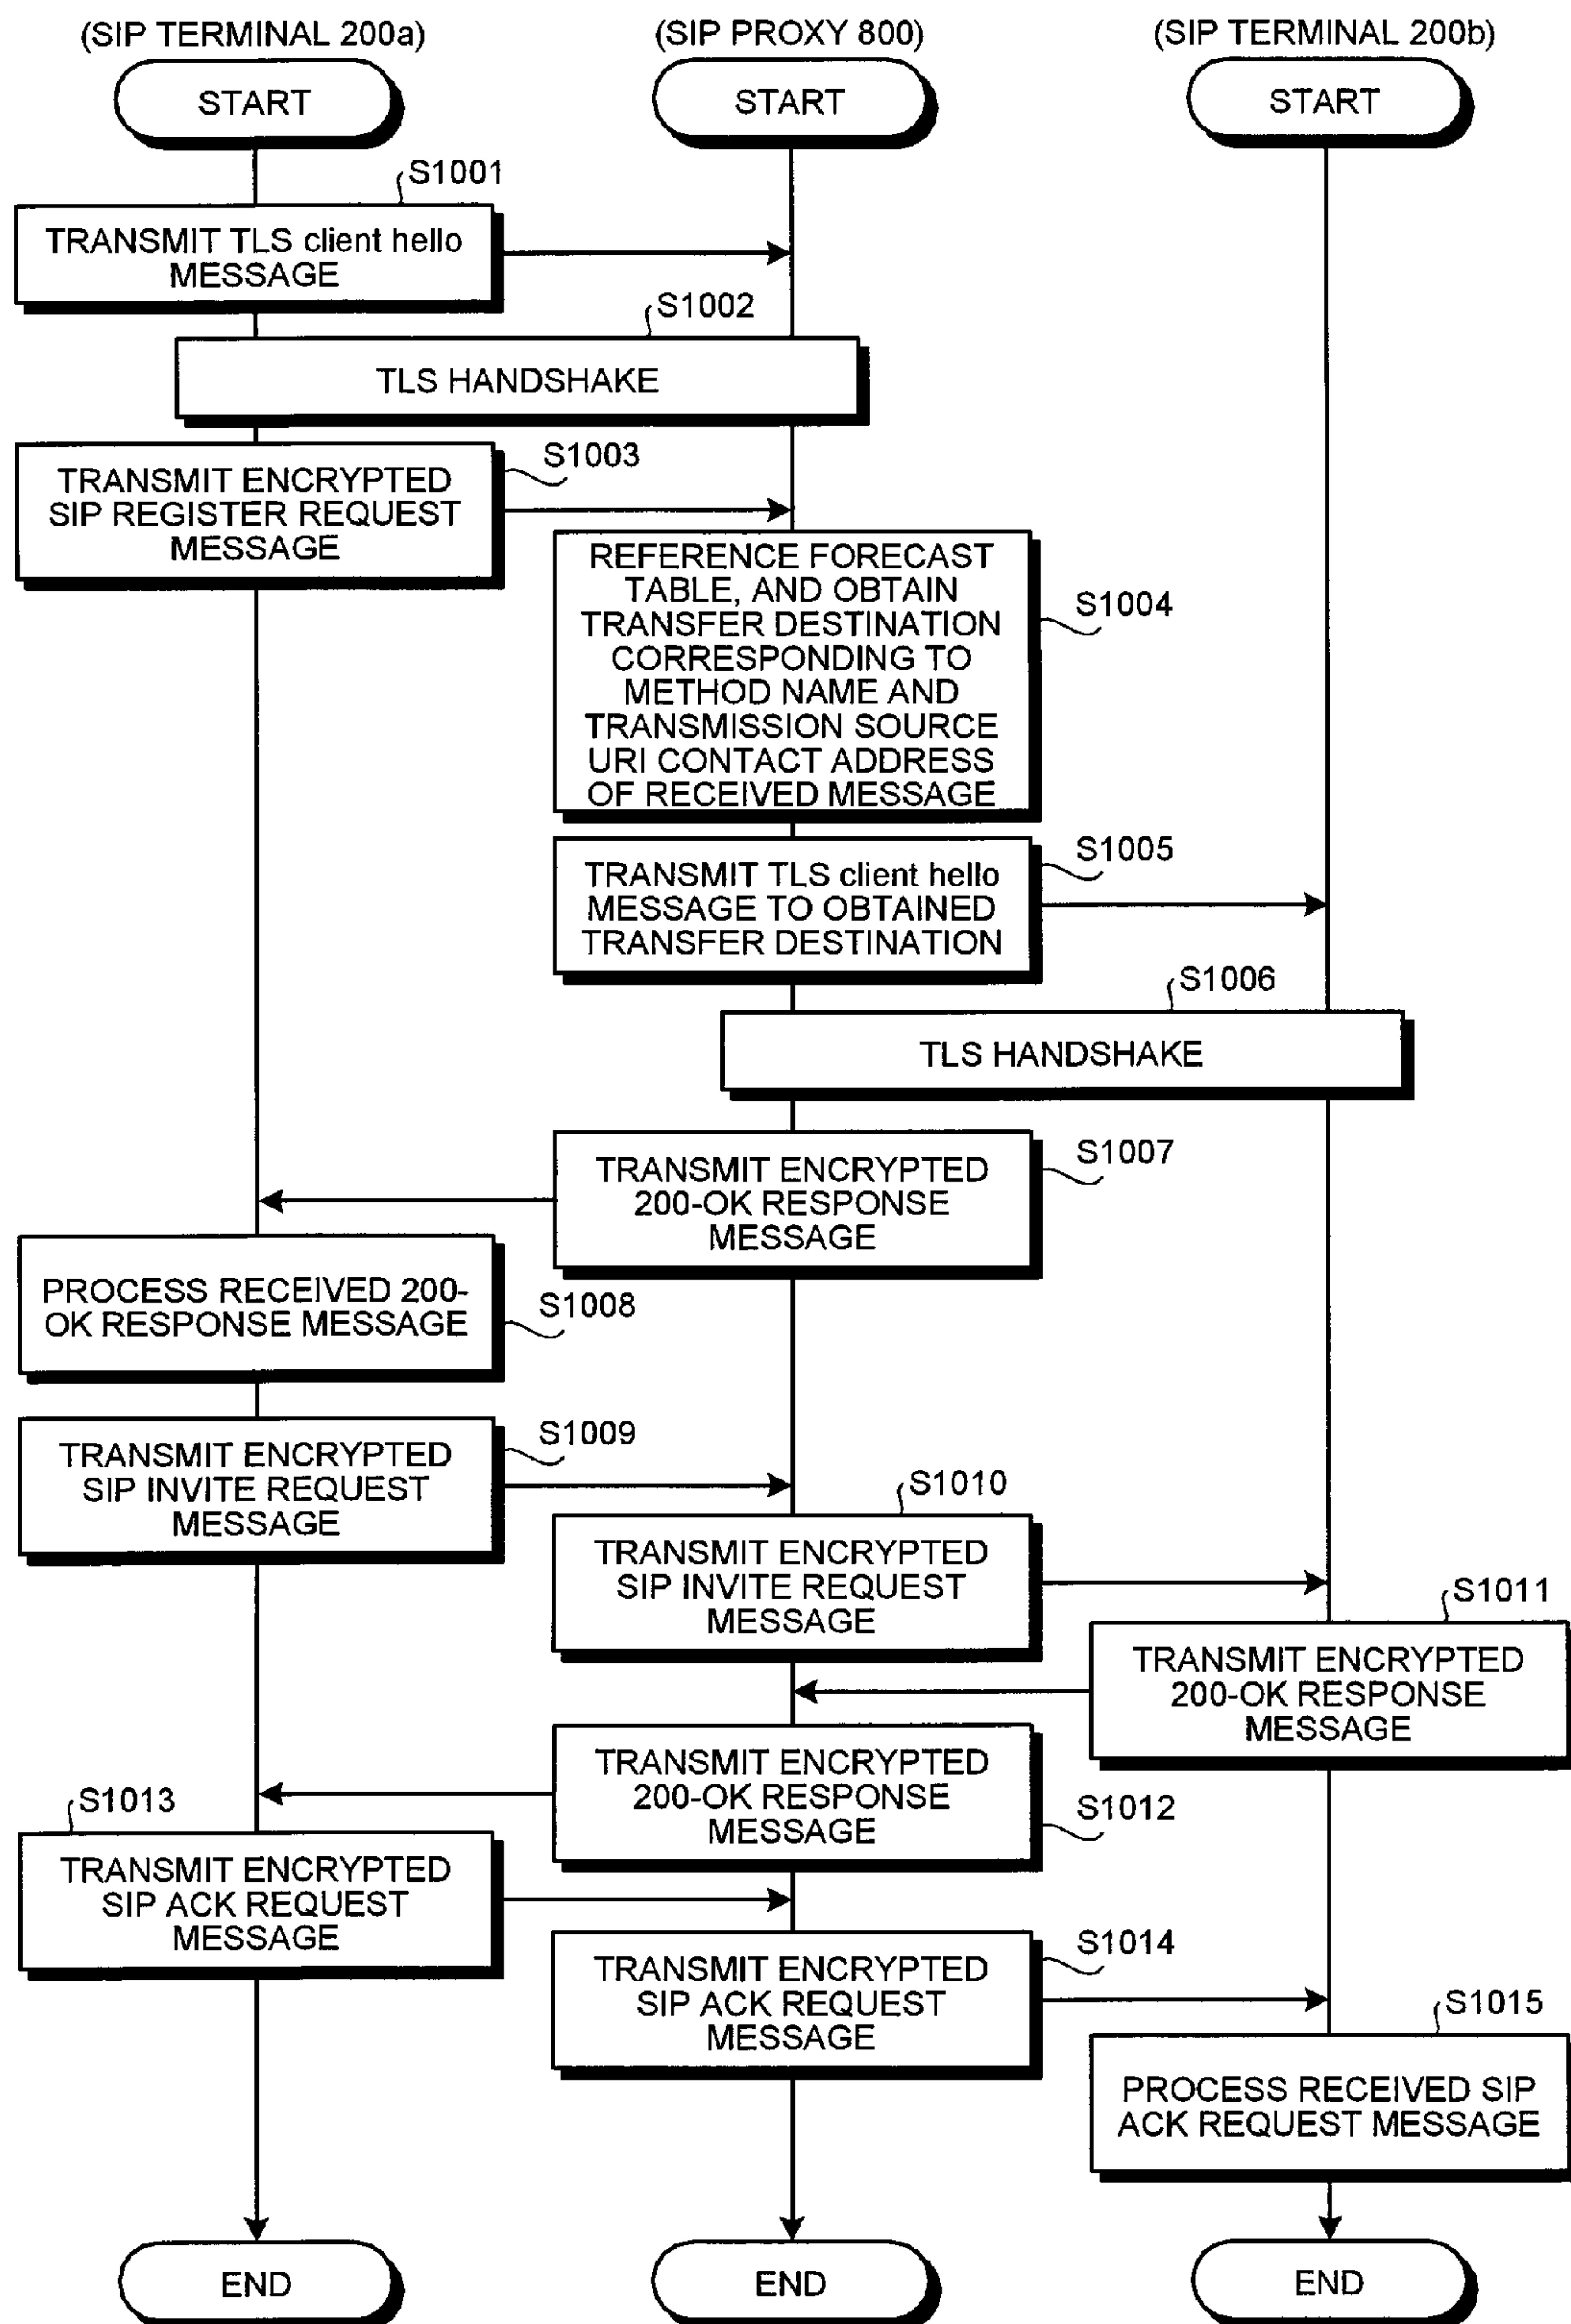 (SIP TERMINAL 200a)
(SIP PROXY 800)
(SIP TERMINAL 200b)
START
START
START
S1001
TRANSMIT TLS client hello
MESSAGE
S1002
TLS HANDSHAKE
S1003
TRANSMIT ENCRYPTED
SIP REGISTER REQUEST
MESSAGE
REFERENCE FORECAST
TABLE, AND OBTAIN
TRANSFER DESTINATION
CORRESPONDING TO
METHOD NAME AND
TRANSMISSION SOURCE
URI CONTACT ADDRESS
OF RECEIVED MESSAGE
S1004
S1005
TRANSMIT TLS client hello
MESSAGE TO OBTAINED
TRANSFER DESTINATION
S1006
TLS HANDSHAKE
S1007
TRANSMIT ENCRYPTED
200-OK RESPONSE
MESSAGE
PROCESS RECEIVED 200-
OK RESPONSE MESSAGE
S1008
S1009
TRANSMIT ENCRYPTED
SIP INVITE REQUEST
MESSAGE
S1010
TRANSMIT ENCRYPTED
SIP INVITE REQUEST
MESSAGE
S1011
TRANSMIT ENCRYPTED
200-OK RESPONSE
MESSAGE
TRANSMIT ENCRYPTED
200-OK RESPONSE
MESSAGE
S1012
S1013
TRANSMIT ENCRYPTED
SIP ACK REQUEST
MESSAGE
S1014
TRANSMIT ENCRYPTED
SIP ACK REQUEST
MESSAGE
S1015
PROCESS RECEIVED SIP
ACK REQUEST MESSAGE
END
END
END